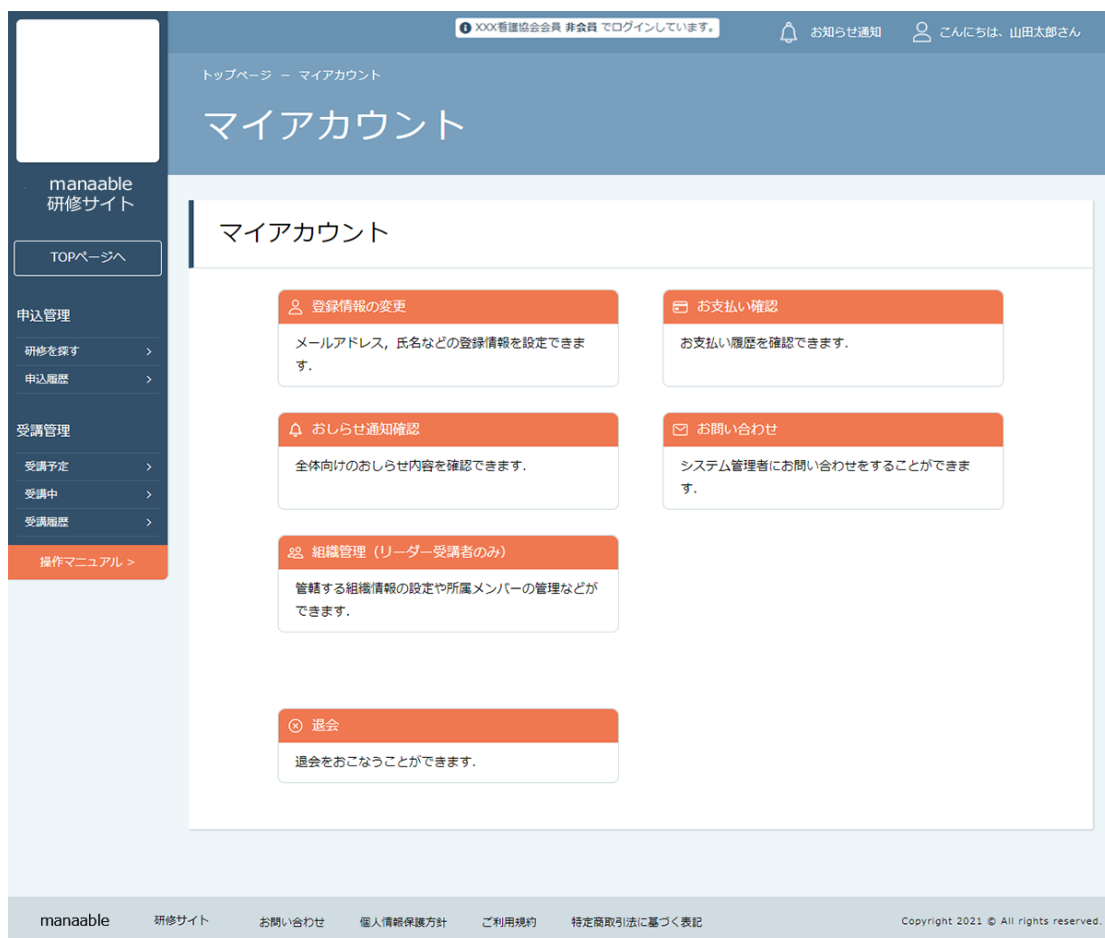 XXX看護協会会員 非会員 でログインしています。
お知らせ通知
こんにちは、山田太郎さん
トップページ － マイアカウント
マイアカウント
manaable
研修サイト
TOPページへ
申込管理
研修を探す
申込履歴
受講管理
受講予定
受講中
受講履歴
操作マニュアル >
マイアカウント
登録情報の変更
メールアドレス，氏名などの登録情報を設定できま
す．
お支払い確認
お支払い履歴を確認できます．
おしらせ通知確認
全体向けのおしらせ内容を確認できます．
お問い合わせ
システム管理者にお問い合わせをすることができま
す．
組織管理（リーダー受講者のみ）
管轄する組織情報の設定や所属メンバーの管理などが
できます．
退会
退会をおこなうことができます．
manaable 研修サイト お問い合わせ 個人情報保護方針 ご利用規約 特定商取引法に基づく表記 Copyright 2021 © All rights reserved.